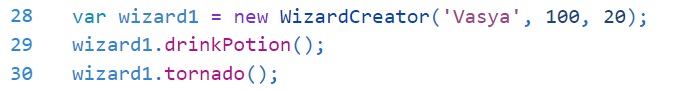 28 var wizard1 = new WizardCreator('Vasya', 100, 20);
29 wizard1.drinkPotion();
30 wizard1.tornado();